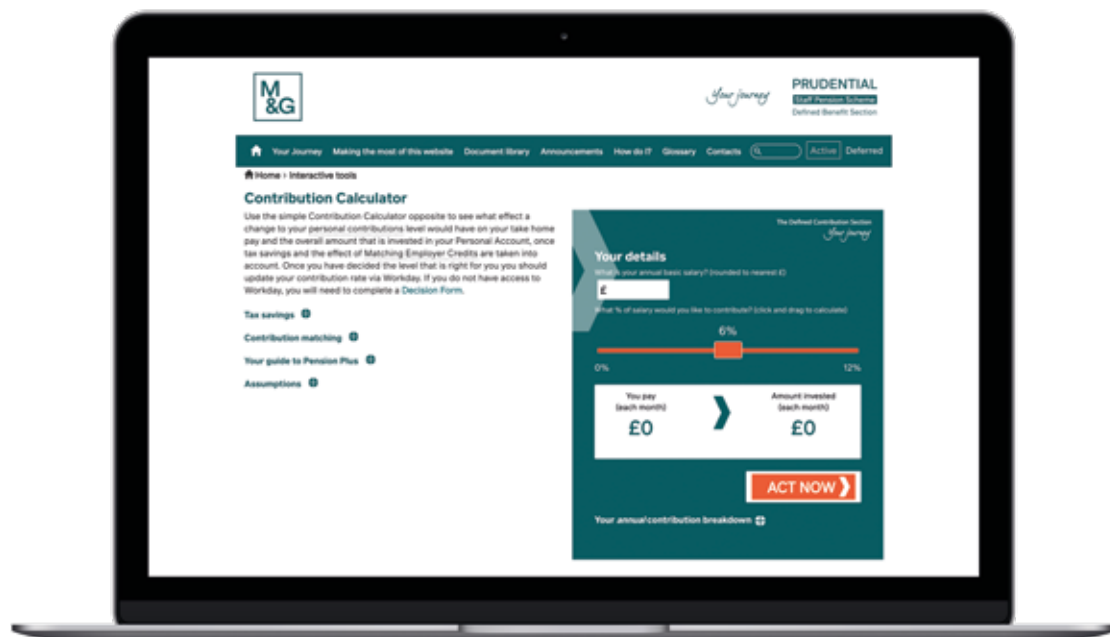 M
&G
Your journey
PRUDENTIAL
Staff Pension Scheme
Defined Benefit Section
Your Journey Making the most of this website Document library Announcements How do I? Glossary Contacts Active Deferred
Home › Interactive tools
Contribution Calculator
Use the simple Contribution Calculator opposite to see what effect a
change to your personal contributions level would have on your take home
pay and the overall amount that is invested in your Personal Account, once
tax savings and the effect of Matching Employer Credits are taken into
account. Once you have decided the level that is right for you you should
update your contribution rate via Workday. If you do not have access to
Workday, you will need to complete a Decision Form.
Tax savings
Contribution matching
Your guide to Pension Plus
Assumptions
The Defined Contribution Section
Your journey
Your details
What is your annual basic salary? (rounded to nearest £)
£
What % of salary would you like to contribute? (click and drag to calculate)
6%
0% 12%
You pay Amount invested
(each month) (each month)
£0 £0
ACT NOW
Your annual contribution breakdown